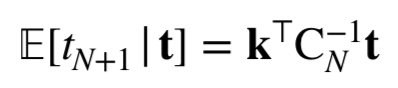 𝔼[t_{N+1} | 𝐭] = 𝐤^⊤ C_N^{-1} 𝐭